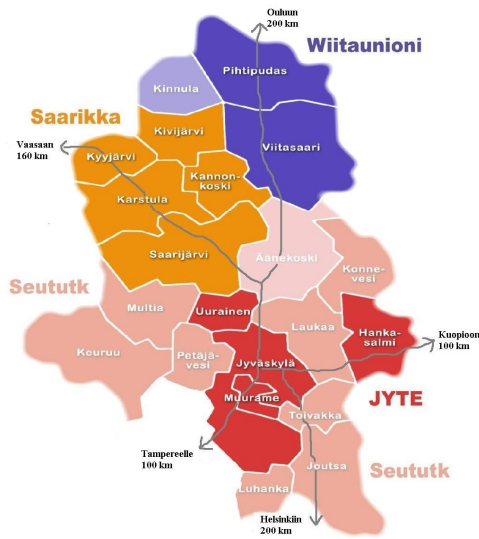 Ouluun
200 km
Wiitaunioni
Pihtipudas
Kinnula
Saarikka
Kivijärvi
Vaasaan
160 km
Kyyjärvi
Viitasaari
Kannon-
koski
Karstula
Saarijärvi
Äänekoski
Konne-
vesi
Seututk
Multia
Uurainen
Laukaa
Hanka-
salmi
Kuopioon
100 km
Keuruu
Petäjä-
vesi
Jyväskylä
Muurame
JYTE
Toivakka
Tampereelle
100 km
Joutsa
Seututk
Luhanka
Helsinkiin
200 km